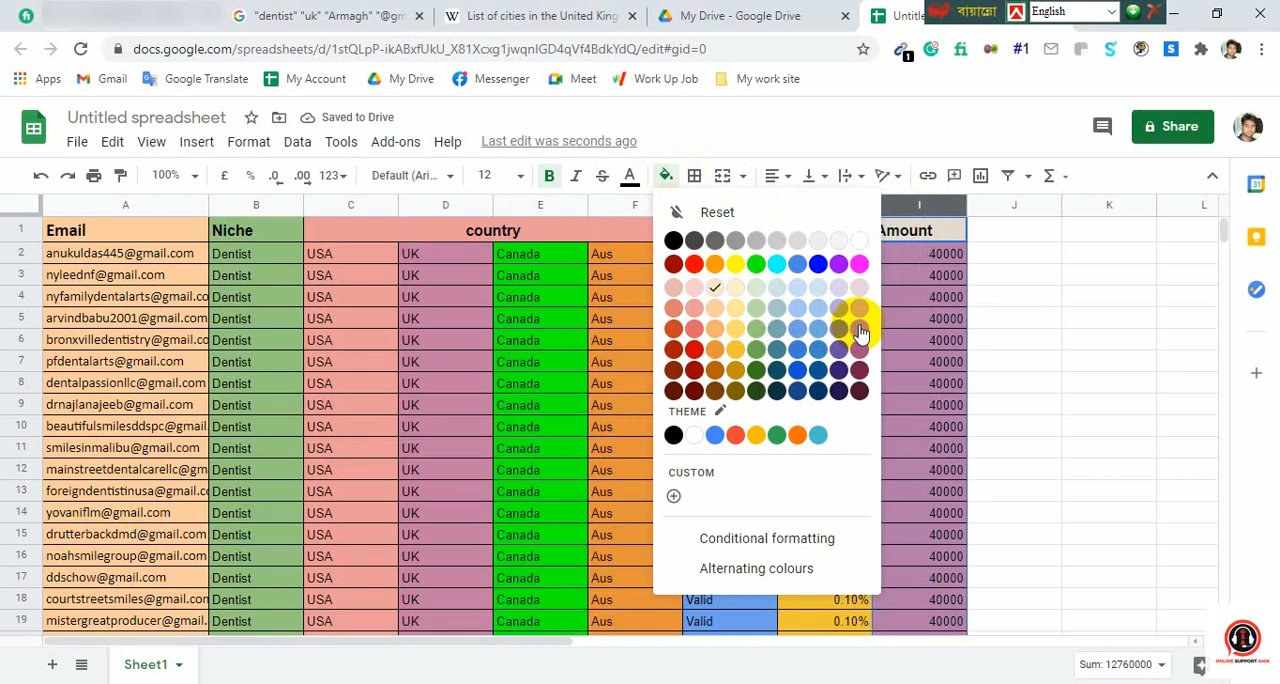 "dentist" "uk" "Armagh" "@gm
List of cities in the United King
My Drive - Google Drive
Untitl
বায়ান্নো
English
docs.google.com/spreadsheets/d/1stQLpP-ikABxfUkU_X81Xcxg1jwqnIGD4qVf4BdkYdQ/edit#gid=0
1
#1
Apps
Gmail
Google Translate
My Account
My Drive
Messenger
Meet
Work Up Job
My work site
Untitled spreadsheet
Saved to Drive
File Edit View Insert Format Data Tools Add-ons Help Last edit was seconds ago
Share
100% £ % .0 .00 123 Default (Ari... 12 B I S A
Reset
A B C D E F I J K L
1 Email Niche country Amount
2 anukuldas445@gmail.com Dentist USA UK Canada Aus 40000
3 nyleednf@gmail.com Dentist USA UK Canada Aus 40000
4 nyfamilydentalarts@gmail.co Dentist USA UK Canada Aus 40000
5 arvindbabu2001@gmail.com Dentist USA UK Canada Aus 40000
6 bronxvilledentistry@gmail.co Dentist USA UK Canada Aus 40000
7 pfdentalarts@gmail.com Dentist USA UK Canada Aus 40000
8 dentalpassionllc@gmail.com Dentist USA UK Canada Aus 40000
9 drnajlanajeeb@gmail.com Dentist USA UK Canada Aus 40000
10 beautifulsmilesddspc@gmail. Dentist USA UK Canada Aus 40000
11 smilesinmalibu@gmail.com Dentist USA UK Canada Aus 40000
12 mainstreetdentalcarellc@gm Dentist USA UK Canada Aus 40000
13 foreigndentistinusa@gmail.c Dentist USA UK Canada Aus 40000
14 yovaniflm@gmail.com Dentist USA UK Canada Aus 40000
15 drutterbackdmd@gmail.com Dentist USA UK Canada Aus 40000
16 noahsmilegroup@gmail.com Dentist USA UK Canada Aus 40000
17 ddschow@gmail.com Dentist USA UK Canada Aus 40000
18 courtstreetsmiles@gmail.com Dentist USA UK Canada Aus Valid 0.10% 40000
19 mistergreatproducer@gmail. Dentist USA UK Canada Aus Valid 0.10% 40000
THEME
CUSTOM
Conditional formatting
Alternating colours
Sheet1
Sum: 12760000
31
ONLINE SUPPORT ANIK